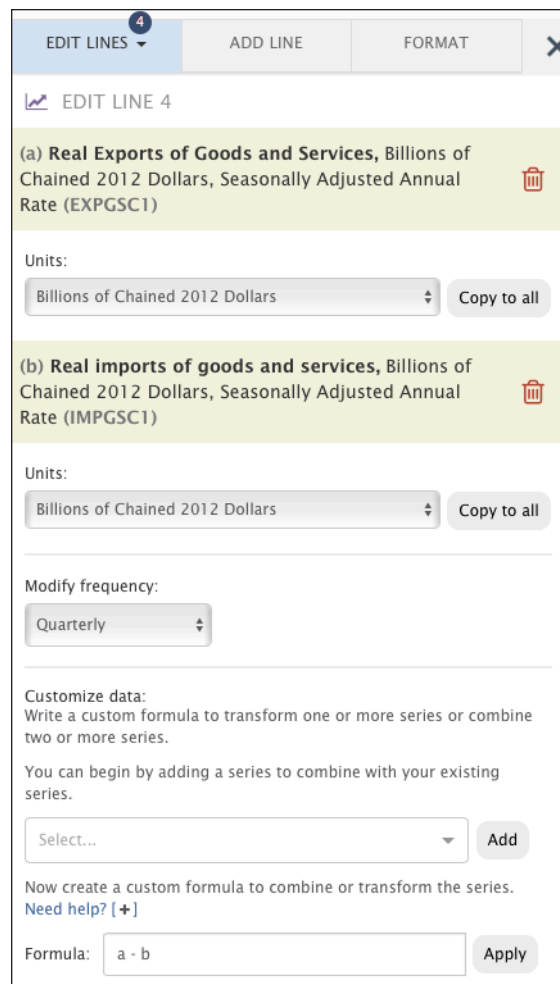 4
EDIT LINES
ADD LINE
FORMAT
EDIT LINE 4
(a) Real Exports of Goods and Services, Billions of
Chained 2012 Dollars, Seasonally Adjusted Annual
Rate (EXPGSC1)
Units:
Billions of Chained 2012 Dollars
Copy to all
(b) Real imports of goods and services, Billions of
Chained 2012 Dollars, Seasonally Adjusted Annual
Rate (IMPGSC1)
Units:
Billions of Chained 2012 Dollars
Copy to all
Modify frequency:
Quarterly
Customize data:
Write a custom formula to transform one or more series or combine
two or more series.
You can begin by adding a series to combine with your existing
series.
Select...
Add
Now create a custom formula to combine or transform the series.
Need help? [+]
Formula:
a - b
Apply